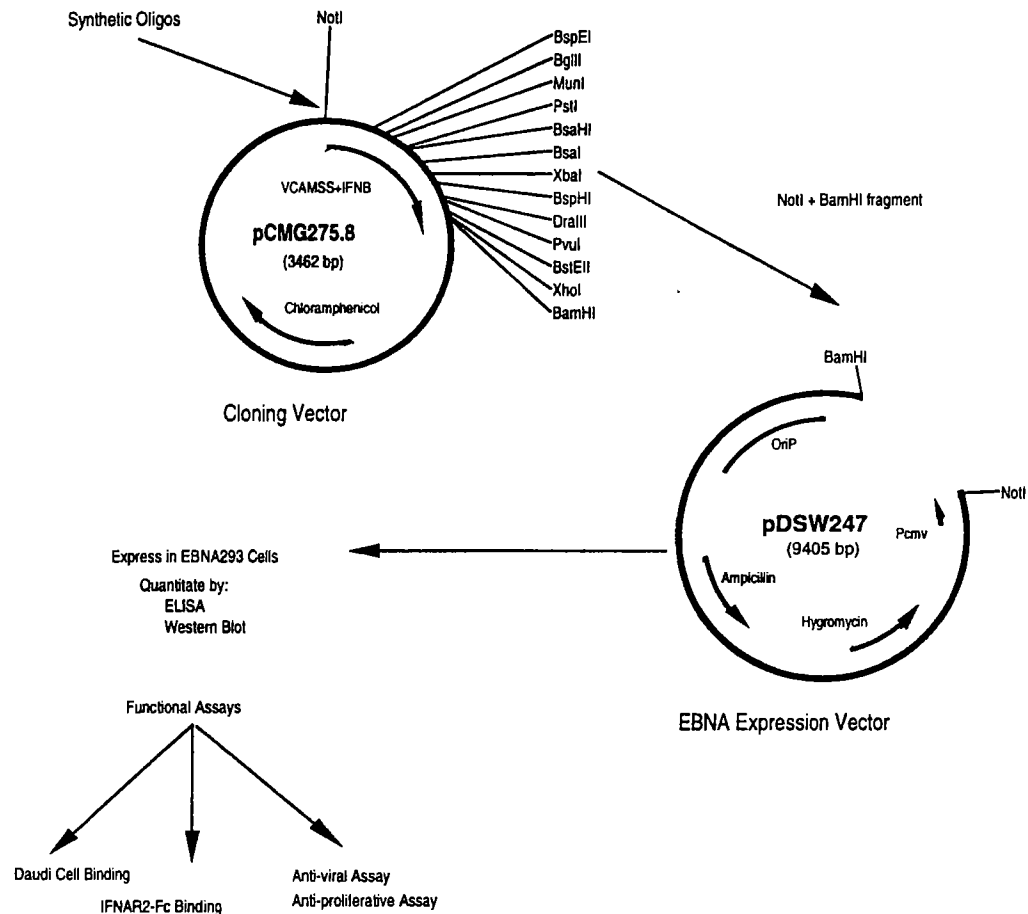 Synthetic Oligos
NotI
BspEI
BglII
MunI
PstI
BsaHI
BsaI
XbaI
BspHI
DraIII
PvuI
BstEII
XhoI
BamHI
VCAMSS+IFNB
pCMG275.8
(3462 bp)
Chloramphenicol
Cloning Vector
NotI + BamHI fragment
BamHI
OriP
NotI
pDSW247
(9405 bp)
Pcmv
Ampicillin
Hygromycin
EBNA Expression Vector
Express in EBNA293 Cells
Quantitate by:
ELISA
Western Blot
Functional Assays
Daudi Cell Binding
IFNAR2-Fc Binding
Anti-viral Assay
Anti-proliferative Assay